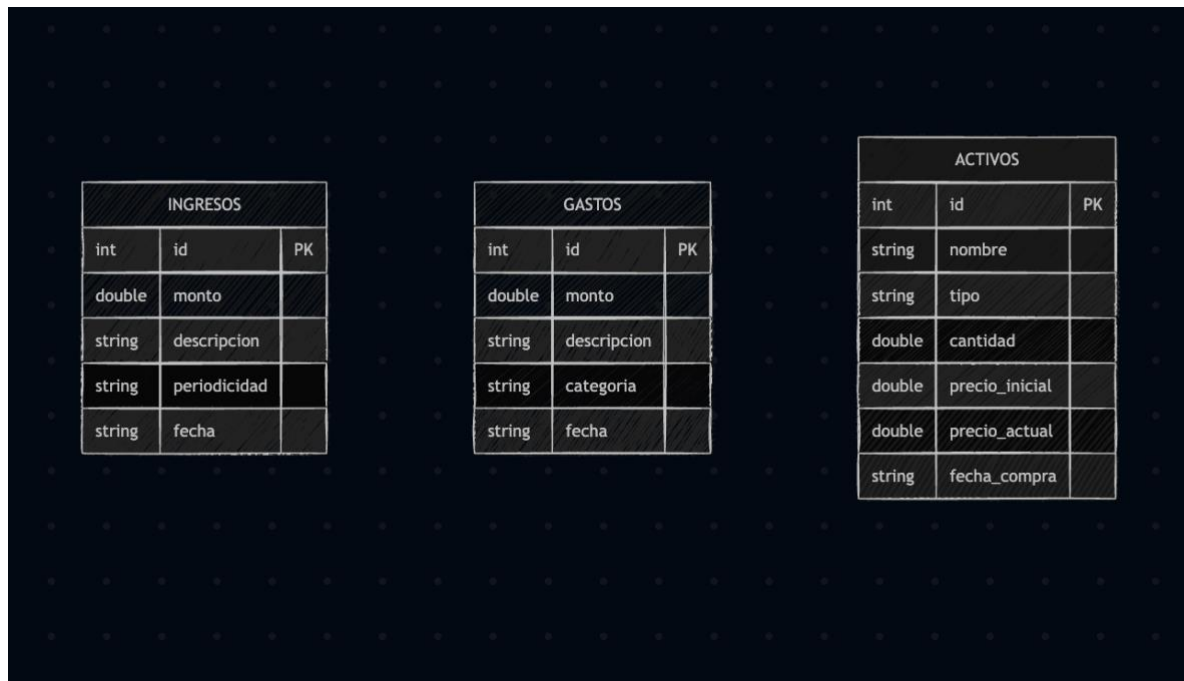 INGRESOS
int id PK
double monto
string descripcion
string periodicidad
string fecha
GASTOS
int id PK
double monto
string descripcion
string categoria
string fecha
ACTIVOS
int id PK
string nombre
string tipo
double cantidad
double precio_inicial
double precio_actual
string fecha_compra